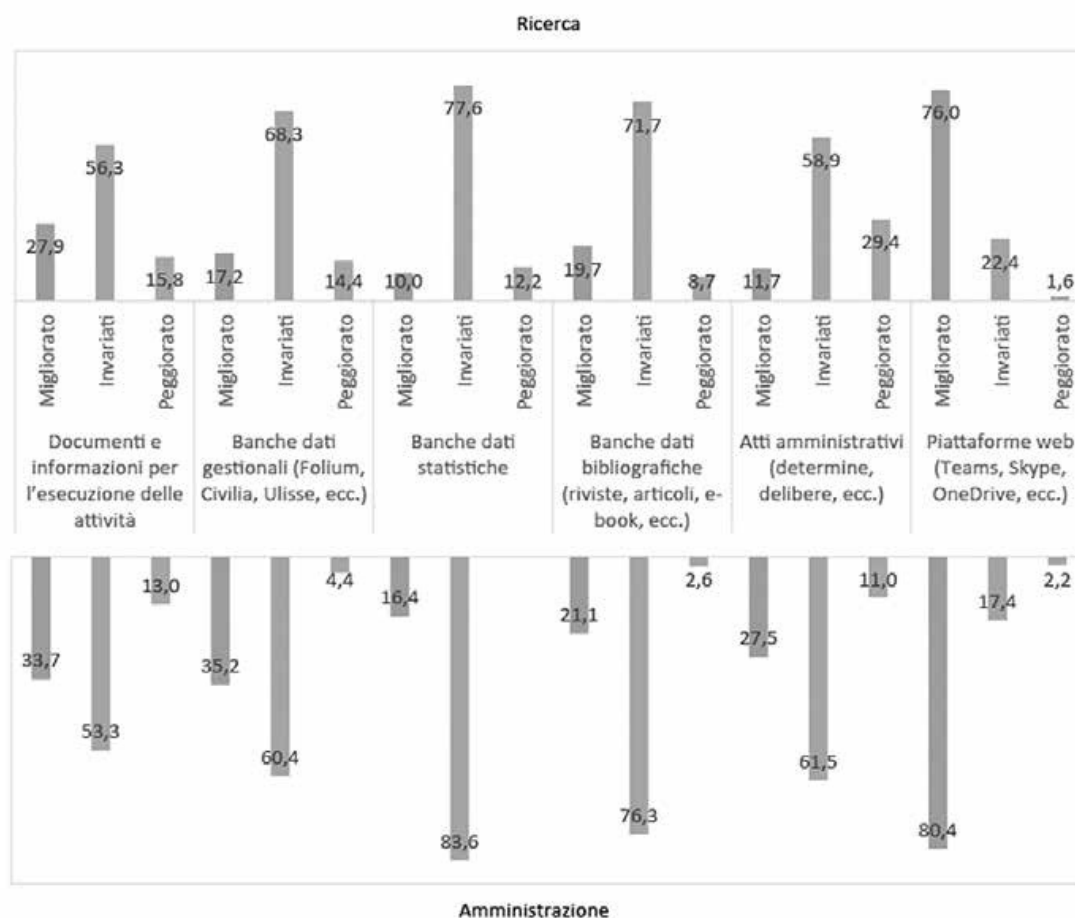 Ricerca
27,9
56,3
15,8
17,2
68,3
14,4
10,0
77,6
12,2
19,7
71,7
8,7
11,7
58,9
29,4
76,0
22,4
1,6
Migliorato
Invariati
Peggiorato
Migliorato
Invariati
Peggiorato
Migliorato
Invariati
Peggiorato
Migliorato
Invariati
Peggiorato
Migliorato
Invariati
Peggiorato
Migliorato
Invariati
Peggiorato
Documenti e
informazioni per
l'esecuzione delle
attività
Banche dati
gestionali (Folium,
Civilia, Ulisse, ecc.)
Banche dati
statistiche
Banche dati
bibliografiche
(riviste, articoli, e-
book, ecc.)
Atti amministrativi
(determine,
delibere, ecc.)
Piattaforme web
(Teams, Skype,
OneDrive, ecc.)
33,7
53,3
13,0
35,2
60,4
4,4
16,4
83,6
21,1
76,3
2,6
27,5
61,5
11,0
80,4
17,4
2,2
Amministrazione